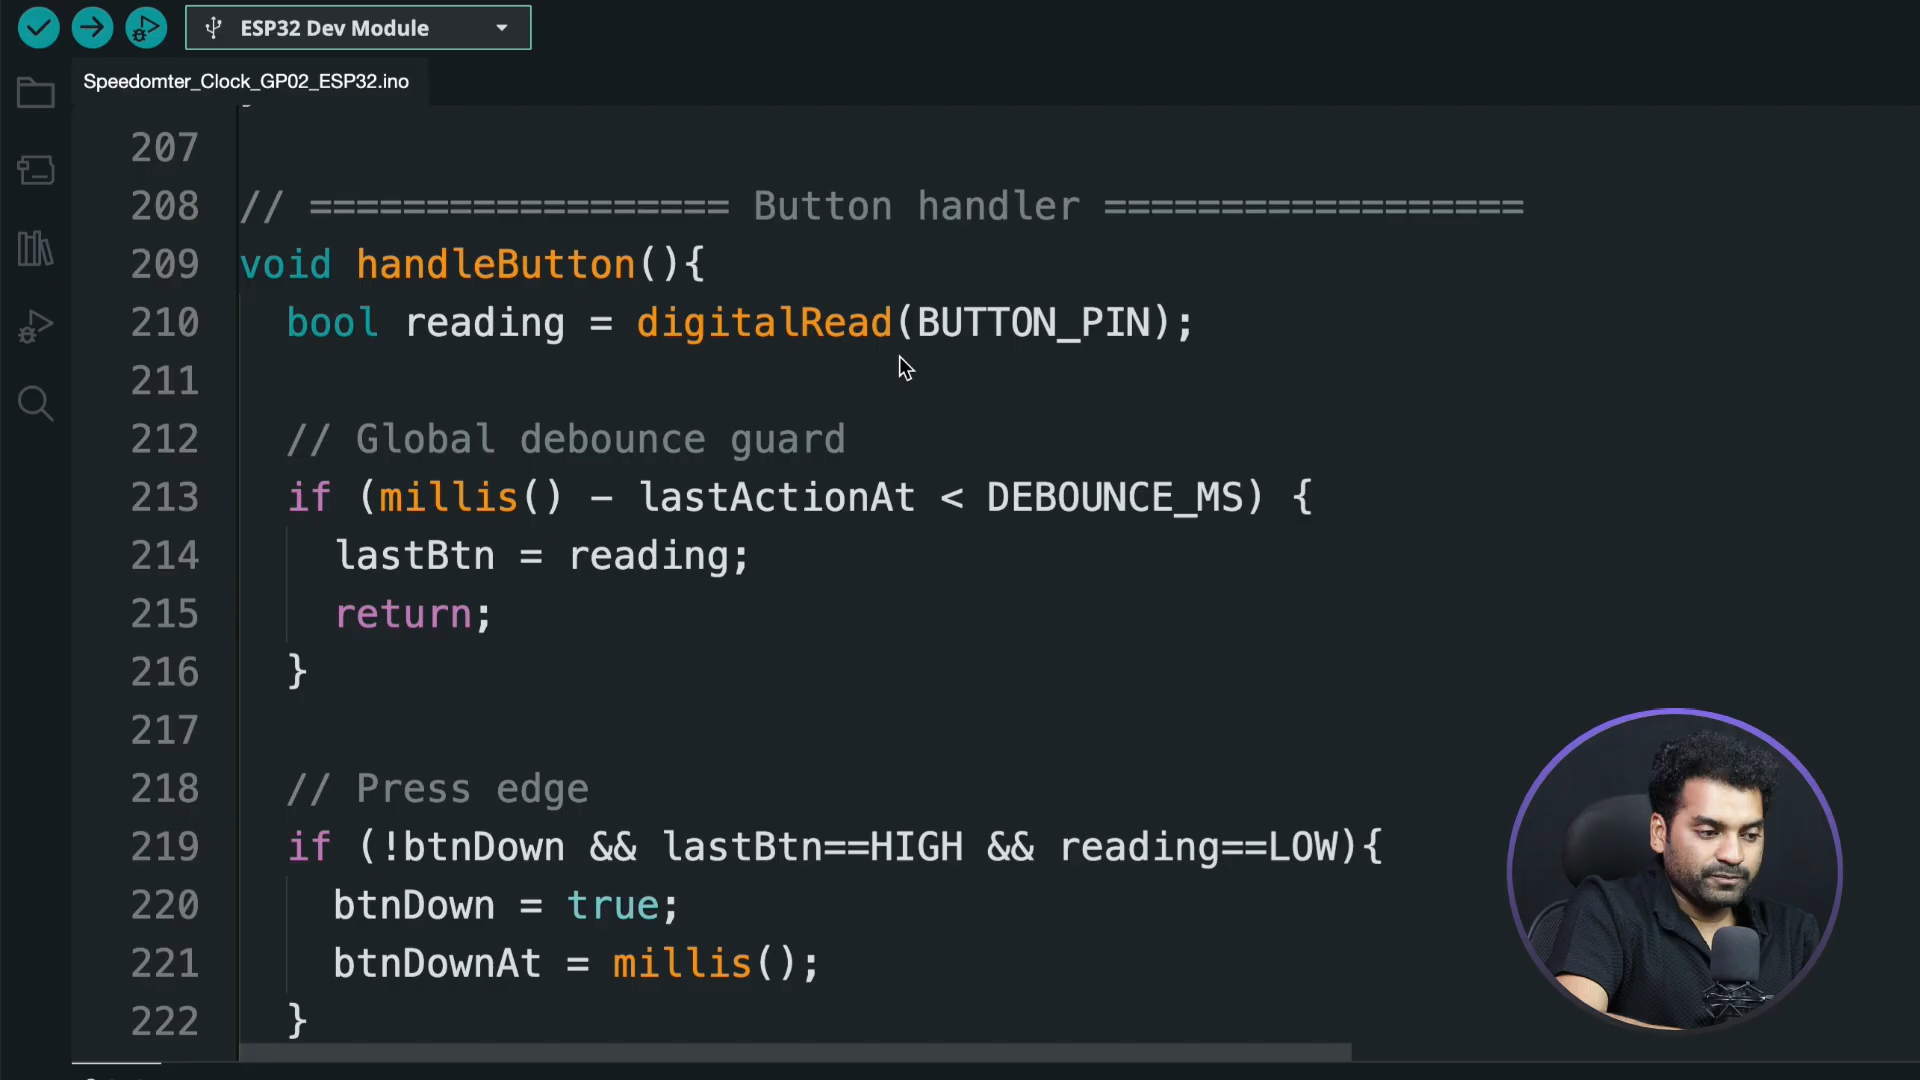 ESP32 Dev Module
Speedomter_Clock_GP02_ESP32.ino
207
208 // ================== Button handler ==================
209 void handleButton(){
210 bool reading = digitalRead(BUTTON_PIN);
211
212 // Global debounce guard
213 if (millis() - lastActionAt < DEBOUNCE_MS) {
214 lastBtn = reading;
215 return;
216 }
217
218 // Press edge
219 if (!btnDown && lastBtn==HIGH && reading==LOW){
220 btnDown = true;
221 btnDownAt = millis();
222 }